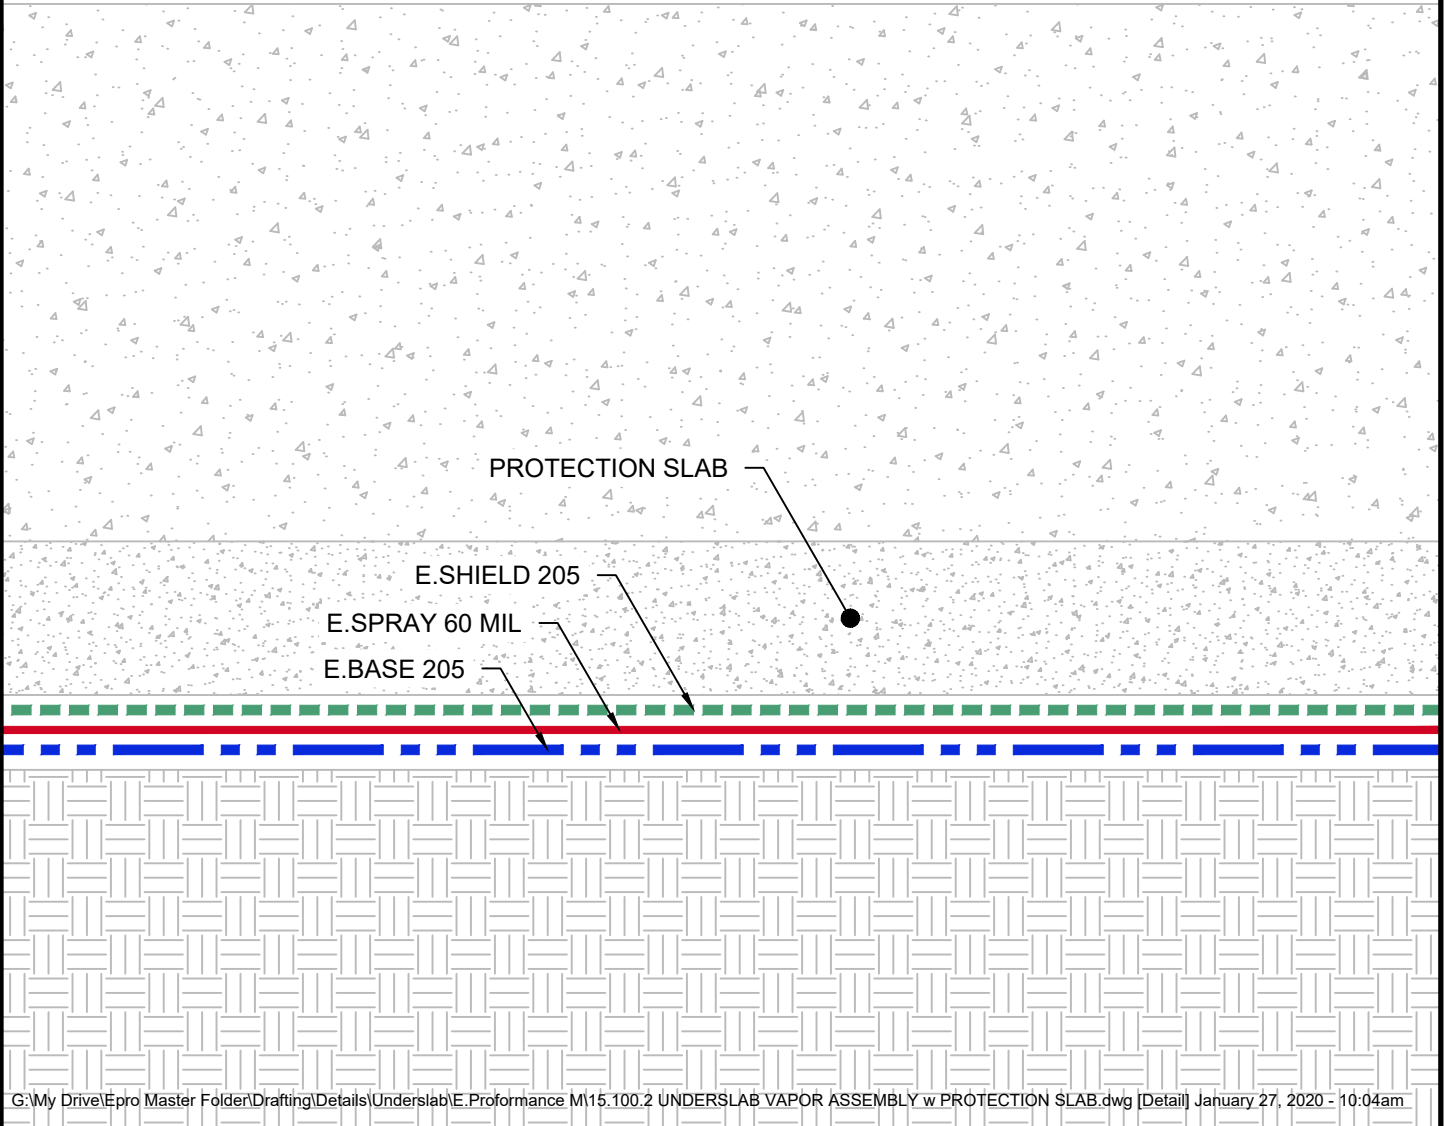 PROTECTION SLAB
E.SHIELD 205
E.SPRAY 60 MIL
E.BASE 205
G:\My Drive\Epro Master Folder\Drafting\Details\Underslab\E.Proformance M\15.100.2 UNDERSLAB VAPOR ASSEMBLY w PROTECTION SLAB.dwg [Detail] January 27, 2020 - 10:04am